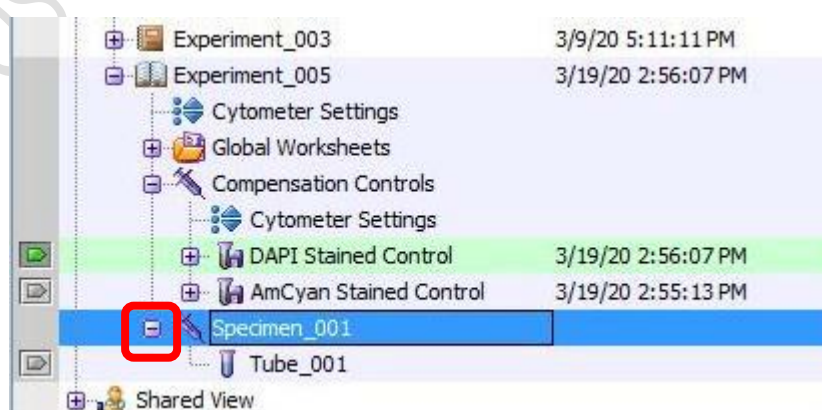 Experiment_003 3/9/20 5:11:11 PM
Experiment_005 3/19/20 2:56:07 PM
Cytometer Settings
Global Worksheets
Compensation Controls
Cytometer Settings
DAPI Stained Control 3/19/20 2:56:07 PM
AmCyan Stained Control 3/19/20 2:55:13 PM
Specimen_001
Tube_001
Shared View